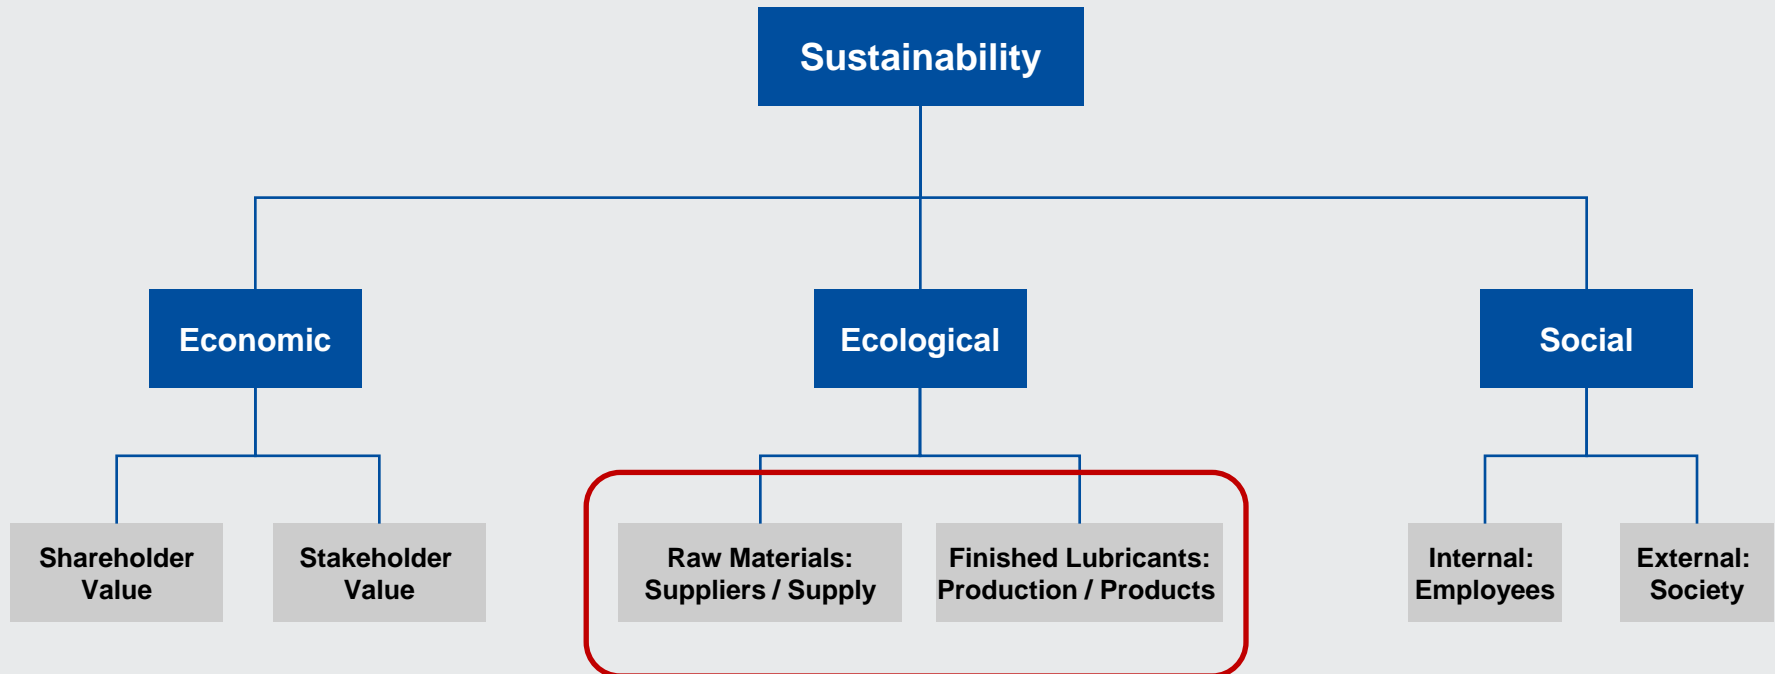 Sustainability
Economic
Ecological
Social
Shareholder
Value
Stakeholder
Value
Raw Materials:
Suppliers / Supply
Finished Lubricants:
Production / Products
Internal:
Employees
External:
Society